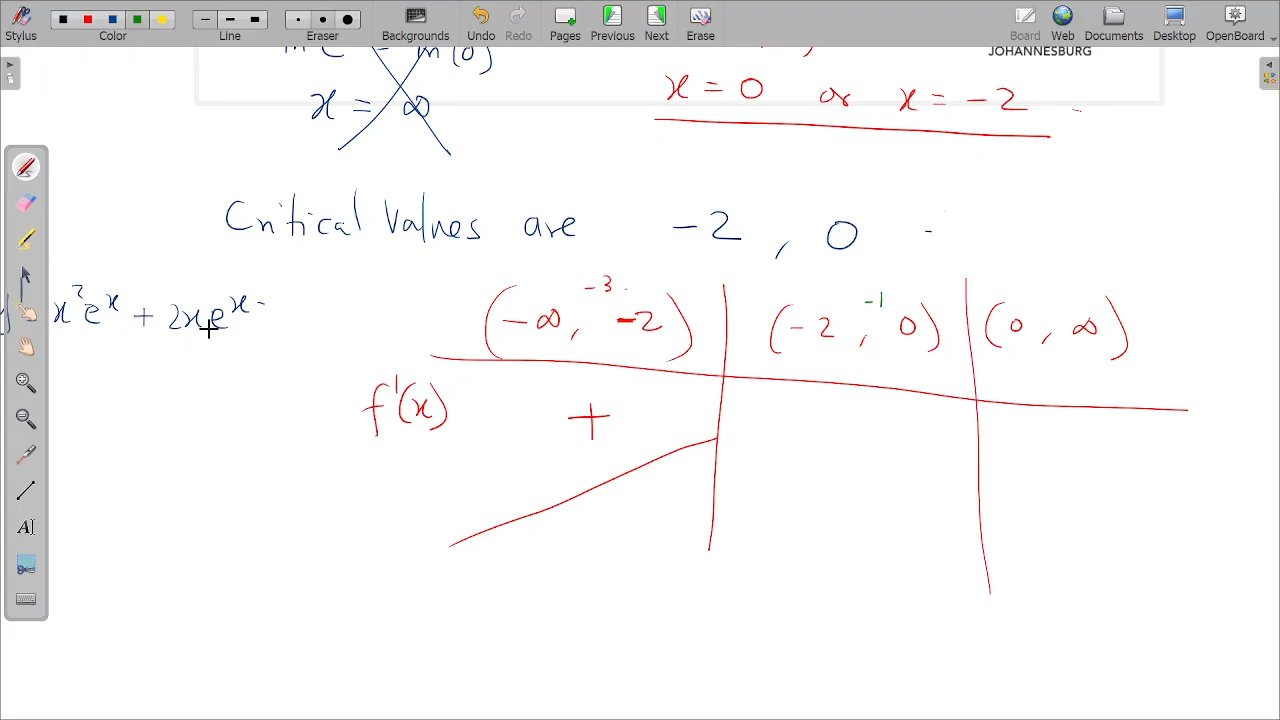 Stylus Color Line Eraser Backgrounds Undo Redo Pages Previous Next Erase Board Web Documents Desktop OpenBoard
JOHANNESBURG
x = ∞
x = 0 or x = -2
Critical Values are -2 , 0
x²eˣ + 2xeˣ
-3 -1
(-∞, -2) (-2, 0) (0, ∞)
f'(x) +
AI